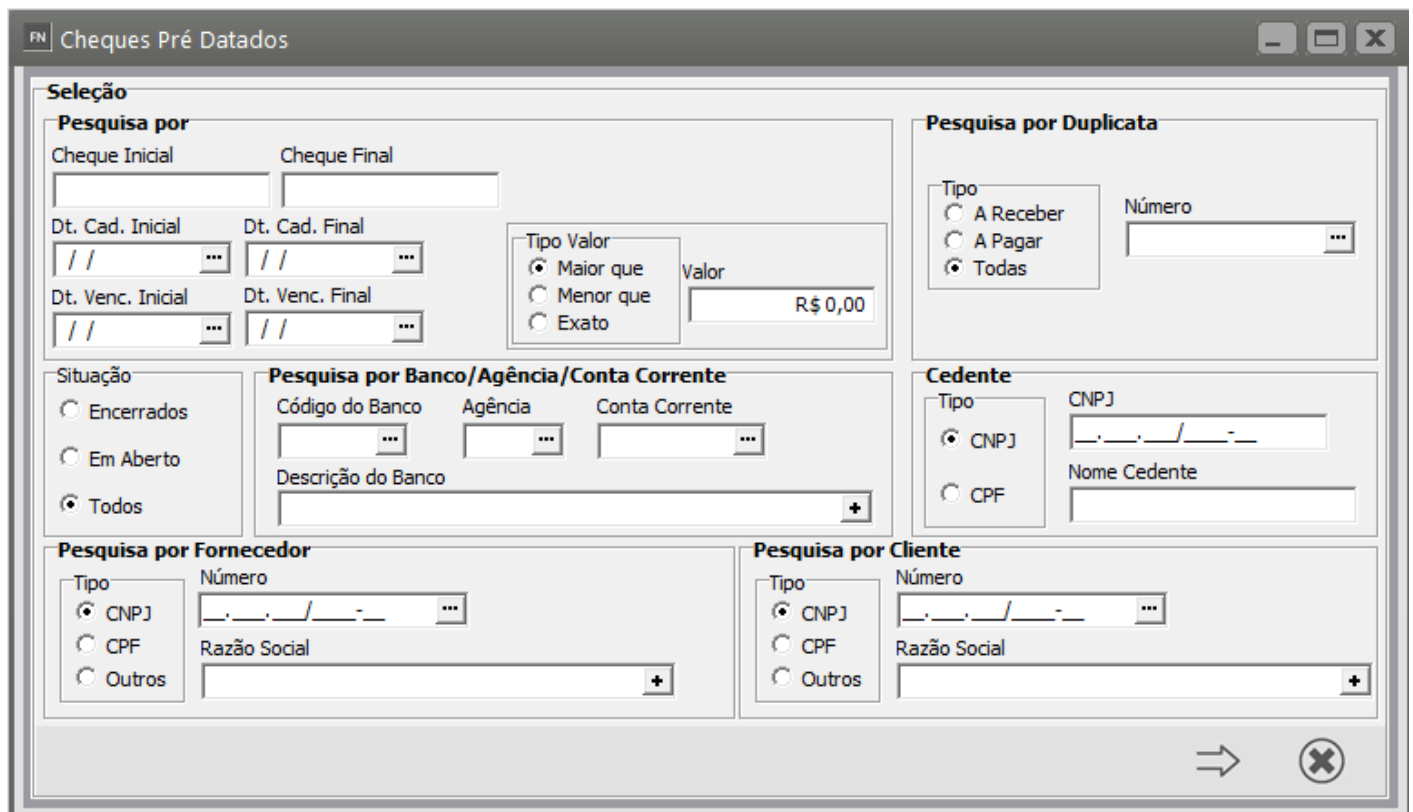 FN Cheques Pré Datados
Seleção
Pesquisa por
Cheque Inicial Cheque Final
Dt. Cad. Inicial Dt. Cad. Final
/ / ... / / ...
Dt. Venc. Inicial Dt. Venc. Final
/ / ... / / ...
Tipo Valor
Maior que
Menor que
Exato
Valor
R$ 0,00
Pesquisa por Duplicata
Tipo
A Receber
A Pagar
Todas
Número
...
Situação
Encerrados
Em Aberto
Todos
Pesquisa por Banco/Agência/Conta Corrente
Código do Banco Agência Conta Corrente
... ... ...
Descrição do Banco
+
Cedente
Tipo
CNPJ
CPF
CNPJ
__.___.___/____-__
Nome Cedente
Pesquisa por Fornecedor
Tipo
CNPJ
CPF
Outros
Número
__.___.___/____-__ ...
Razão Social
+
Pesquisa por Cliente
Tipo
CNPJ
CPF
Outros
Número
__.___.___/____-__ ...
Razão Social
+